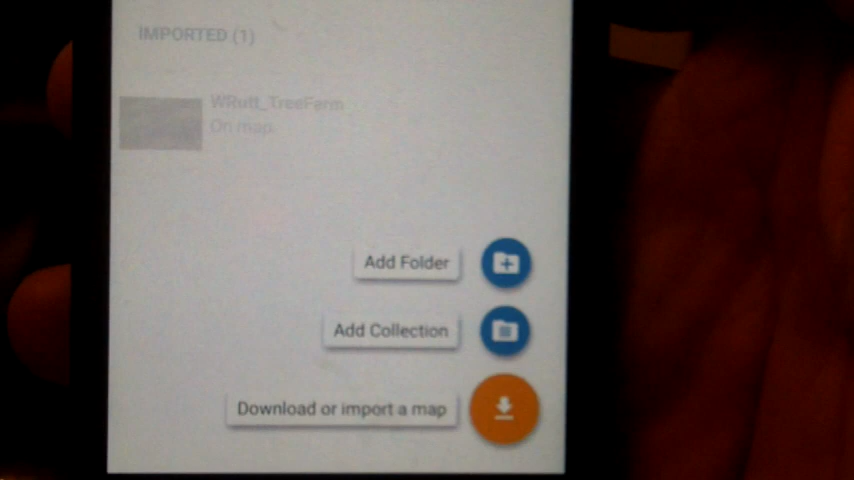 IMPORTED (1)
WRutt_TreeFarm
On map
Add Folder
Add Collection
Download or import a map